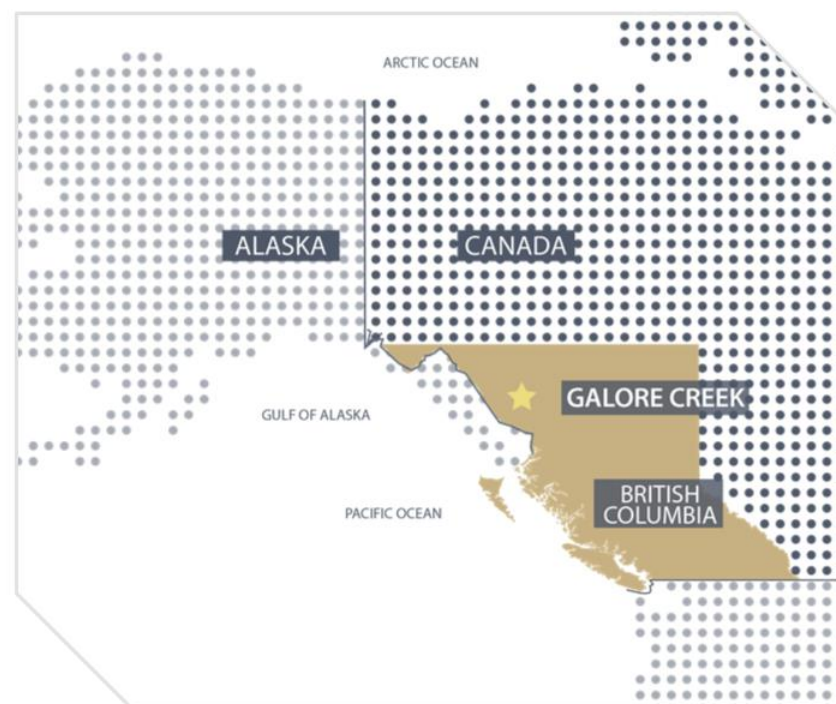 ARCTIC OCEAN
ALASKA
CANADA
GALORE CREEK
GULF OF ALASKA
BRITISH
COLUMBIA
PACIFIC OCEAN